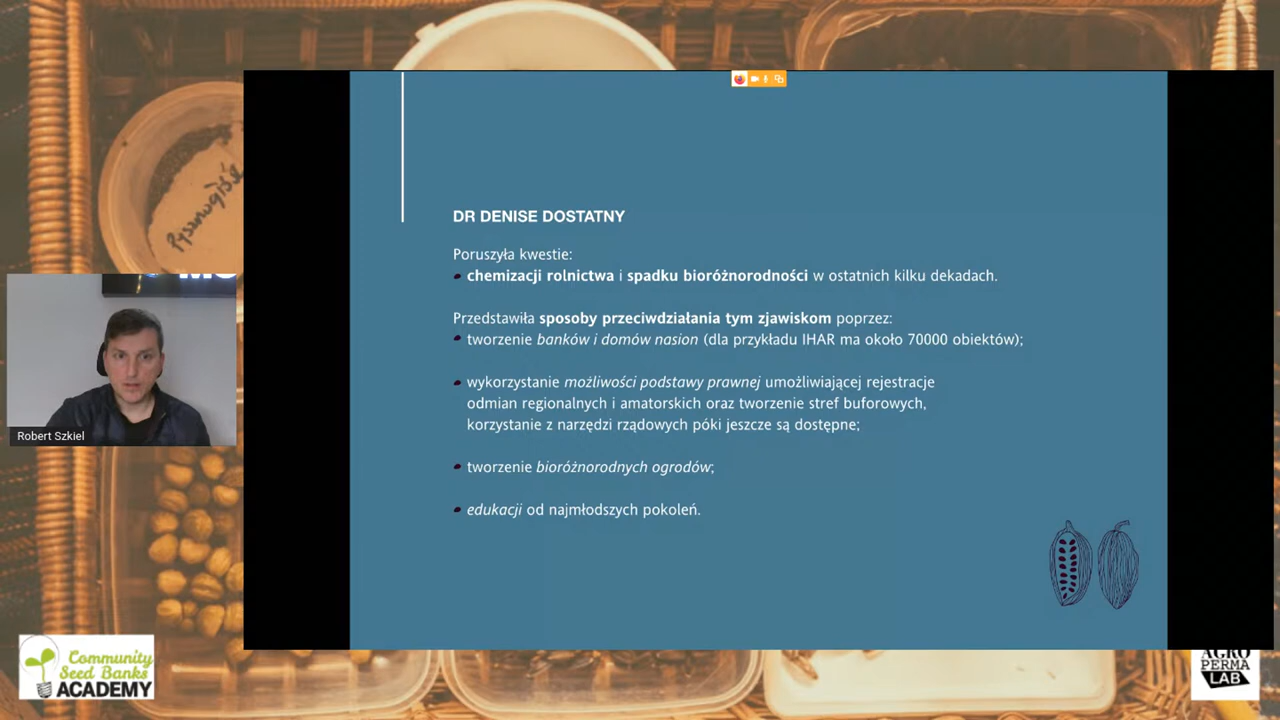 DR DENISE DOSTATNY
Poruszyła kwestie:
chemizacji rolnictwa i spadku bioróżnorodności w ostatnich kilku dekadach.
Przedstawiła sposoby przeciwdziałania tym zjawiskom poprzez:
tworzenie banków i domów nasion (dla przykładu IHAR ma około 70000 obiektów);
wykorzystanie możliwości podstawy prawnej umożliwiającej rejestracje
odmian regionalnych i amatorskich oraz tworzenie stref buforowych,
korzystanie z narzędzi rządowych póki jeszcze są dostępne;
tworzenie bioróżnorodnych ogrodów;
edukacji od najmłodszych pokoleń.
Robert Szkiel
Community
Seed Banks
ACADEMY
AGRO
PERMA
LAB